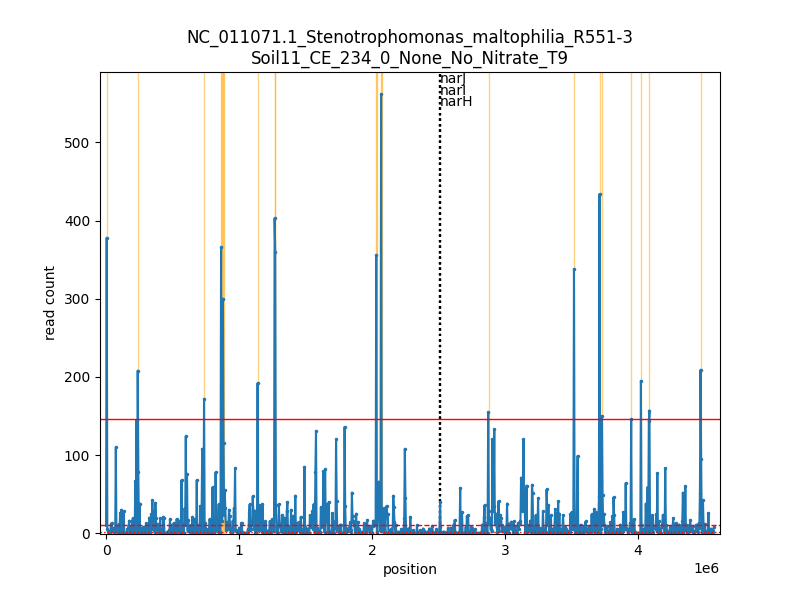 NC_011071.1_Stenotrophomonas_maltophilia_R551-3
Soil11_CE_234_0_None_No_Nitrate_T9
narJ
narI
narH
read count
500
400
300
200
100
0
0
1
2
3
4
1e6
position